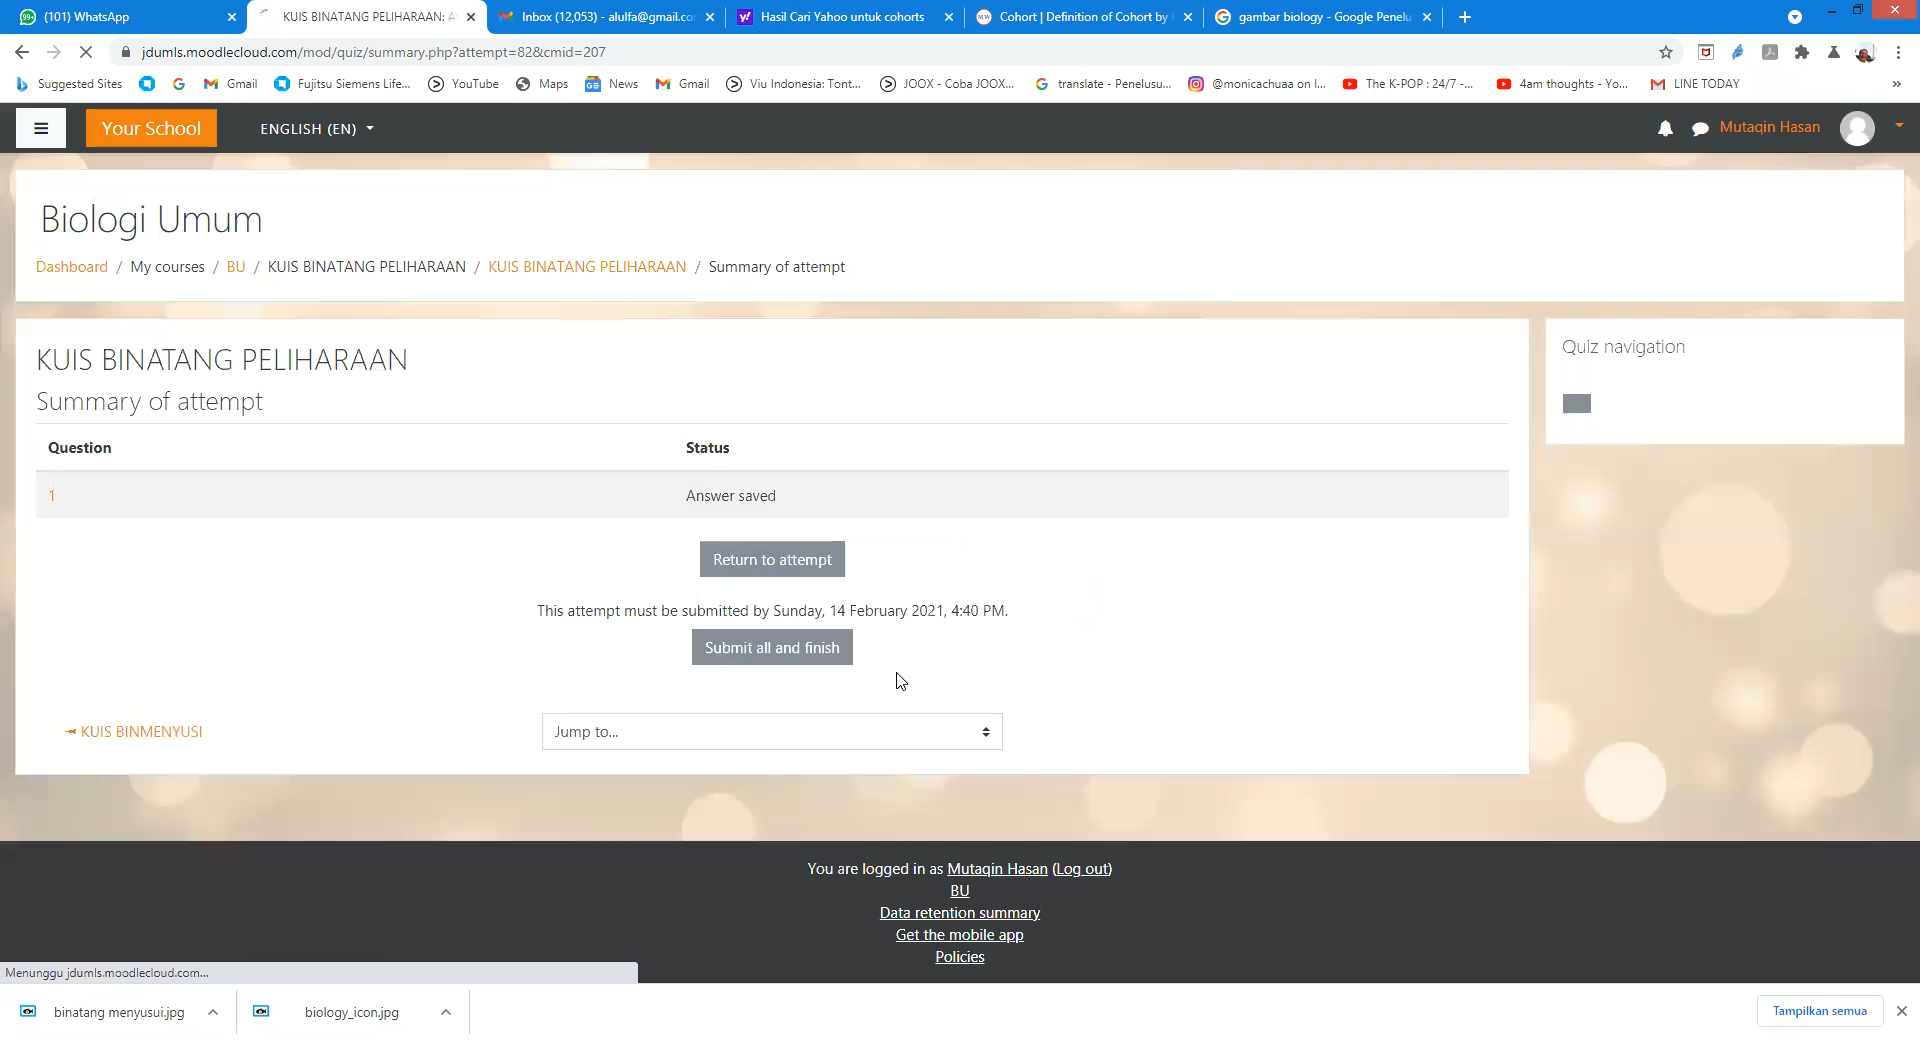 (101) WhatsApp
KUIS BINATANG PELIHARAAN: A
Inbox (12,053) - alulfa@gmail.co
Hasil Cari Yahoo untuk cohorts
Cohort | Definition of Cohort by
gambar biology - Google Penelu
jdumls.moodlecloud.com/mod/quiz/summary.php?attempt=82&cmid=207
Suggested Sites
Gmail
Fujitsu Siemens Life...
YouTube
Maps
News
Gmail
Viu Indonesia: Tont...
JOOX - Coba JOOX...
translate - Penelusu...
@monicachuaa on I...
The K-POP : 24/7 -...
4am thoughts - Yo...
LINE TODAY
Your School
ENGLISH (EN)
Mutaqin Hasan
Biologi Umum
Dashboard / My courses / BU / KUIS BINATANG PELIHARAAN / KUIS BINATANG PELIHARAAN / Summary of attempt
KUIS BINATANG PELIHARAAN
Summary of attempt
Quiz navigation
Question Status
1 Answer saved
Return to attempt
This attempt must be submitted by Sunday, 14 February 2021, 4:40 PM.
Submit all and finish
KUIS BINMENYUSI
Jump to...
You are logged in as Mutaqin Hasan (Log out)
BU
Data retention summary
Get the mobile app
Policies
Menunggu jdumls.moodlecloud.com...
binatang menyusui.jpg
biology_icon.jpg
Tampilkan semua